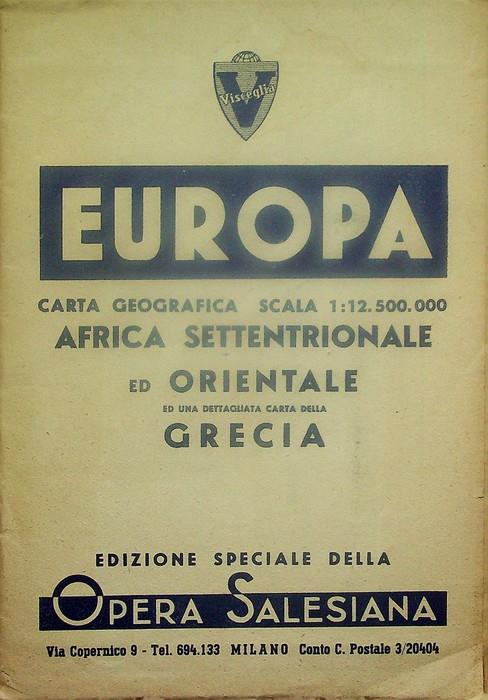 Visceglia
EUROPA
CARTA GEOGRAFICA SCALA 1:12.500.000
AFRICA SETTENTRIONALE
ED ORIENTALE
ED UNA DETTAGLIATA CARTA DELLA
GRECIA
EDIZIONE SPECIALE DELLA
OPERA SALESIANA
Via Copernico 9 - Tel. 694.133 MILANO Conto C. Postale 3/20404